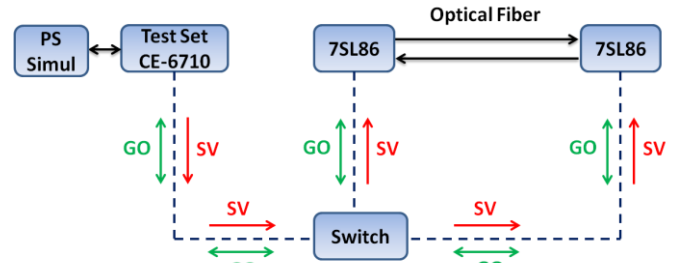 Optical Fiber
PS
Simul
Test Set
CE-6710
7SL86
7SL86
GO
SV
GO
SV
GO
SV
SV
SV
Switch